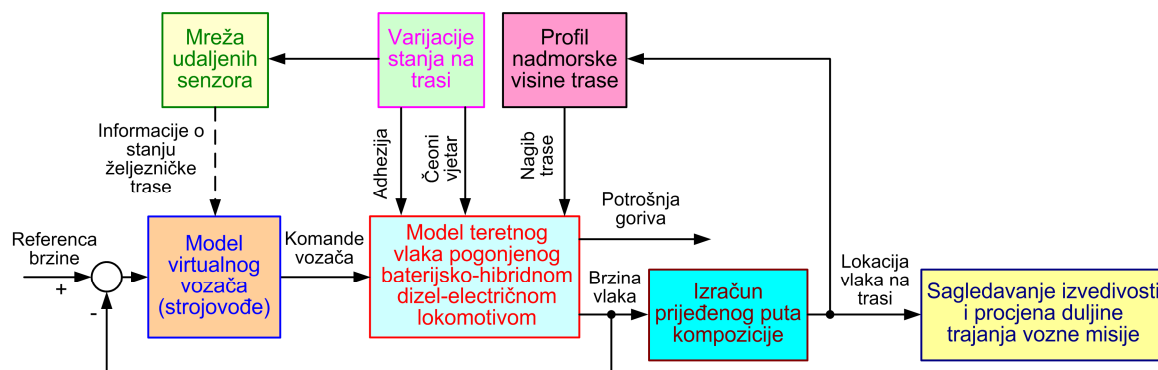 Mreža
udaljenih
senzora
Varijacije
stanja na
trasi
Profil
nadmorske
visine trase
Informacije o
stanju
željezničke
trase
Adhezija
Čeoni
vjetar
Nagib
trase
Potrošnja
goriva
Referenca
brzine
+
-
Model
virtualnog
vozača
(strojovođe)
Komande
vozača
Model teretnog
vlaka pogonjenog
baterijsko-hibridnom
dizel-električnom
lokomotivom
Brzina
vlaka
Izračun
prijeđenog puta
kompozicije
Lokacija
vlaka na
trasi
Sagledavanje izvedivosti
i procjena duljine
trajanja vozne misije